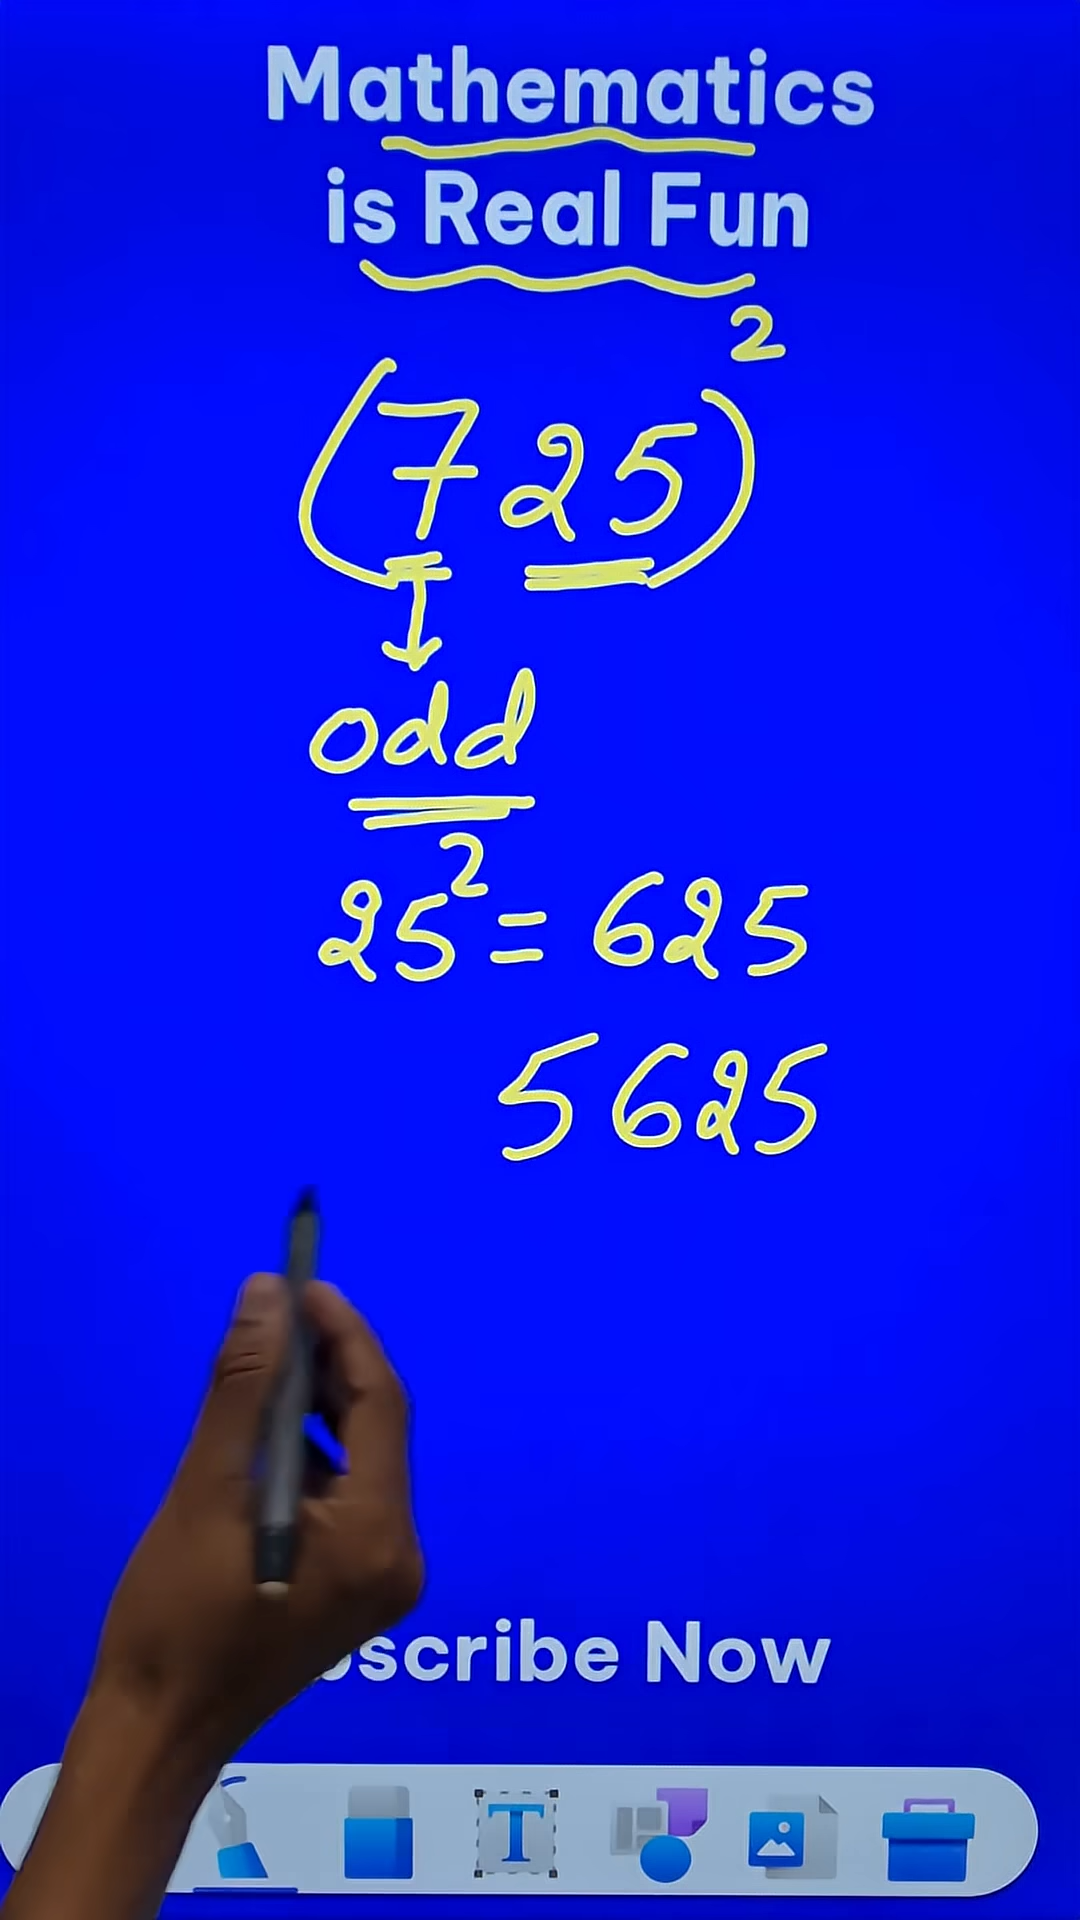 Mathematics
is Real Fun
(725)²
odd
25² = 625
5625
scribe Now
T